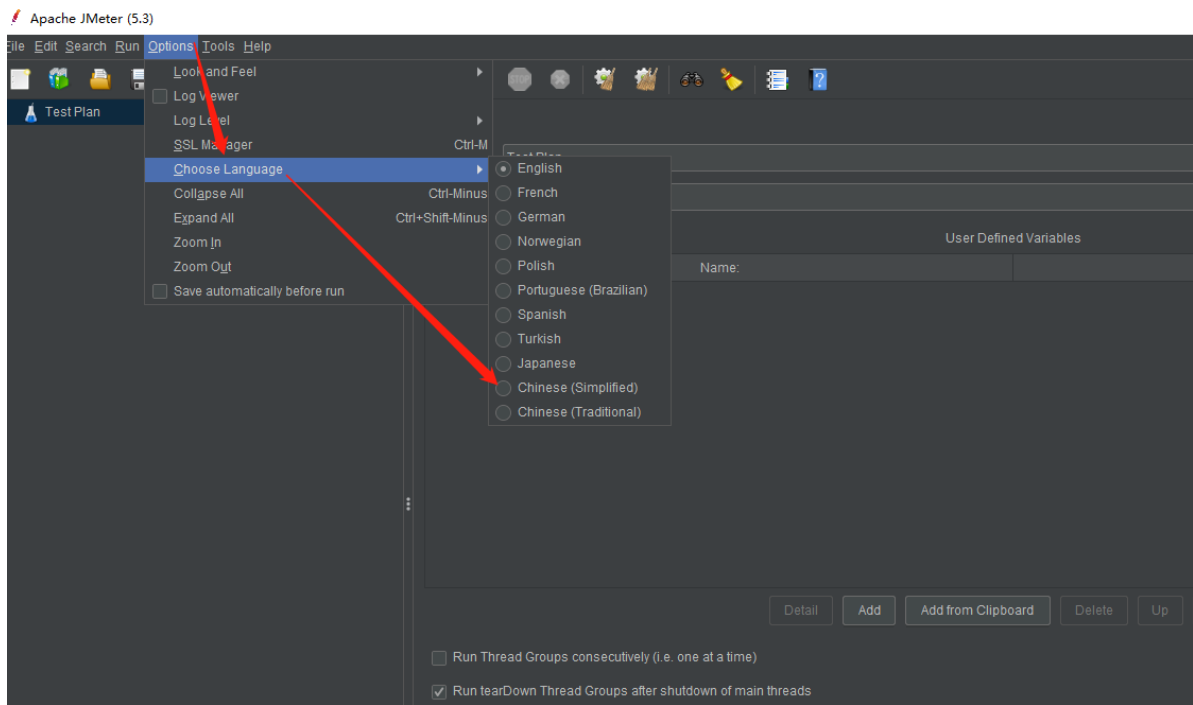 Apache JMeter (5.3)
File Edit Search Run Options Tools Help
Look and Feel
Log Viewer
Log Level
SSL Manager Ctrl-M
Choose Language
Collapse All Ctrl-Minus
Expand All Ctrl+Shift-Minus
Zoom In
Zoom Out
Save automatically before run
English
French
German
Norwegian
Polish
Portuguese (Brazilian)
Spanish
Turkish
Japanese
Chinese (Simplified)
Chinese (Traditional)
Test Plan
STOP
Test Plan
User Defined Variables
Name:
Detail Add Add from Clipboard Delete Up
Run Thread Groups consecutively (i.e. one at a time)
Run tearDown Thread Groups after shutdown of main threads